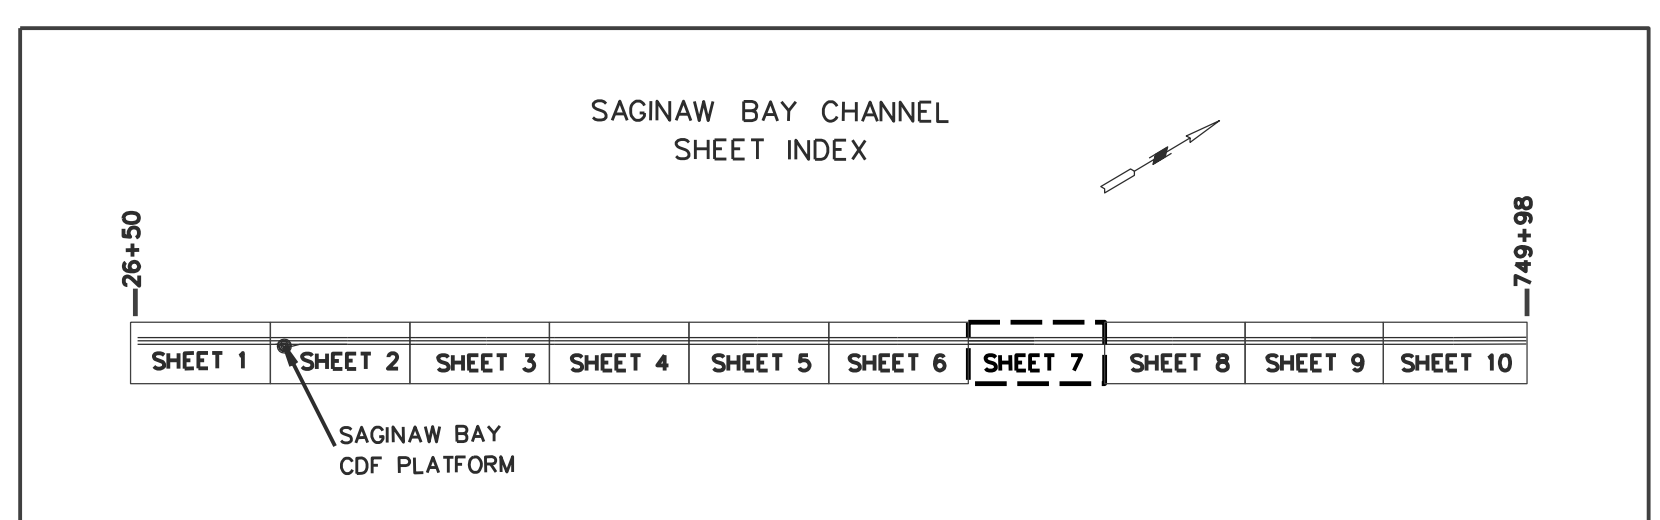 SAGINAW BAY CHANNEL
SHEET INDEX
26+50
749+98
SHEET 1 SHEET 2 SHEET 3 SHEET 4 SHEET 5 SHEET 6 SHEET 7 SHEET 8 SHEET 9 SHEET 10
SAGINAW BAY
CDF PLATFORM